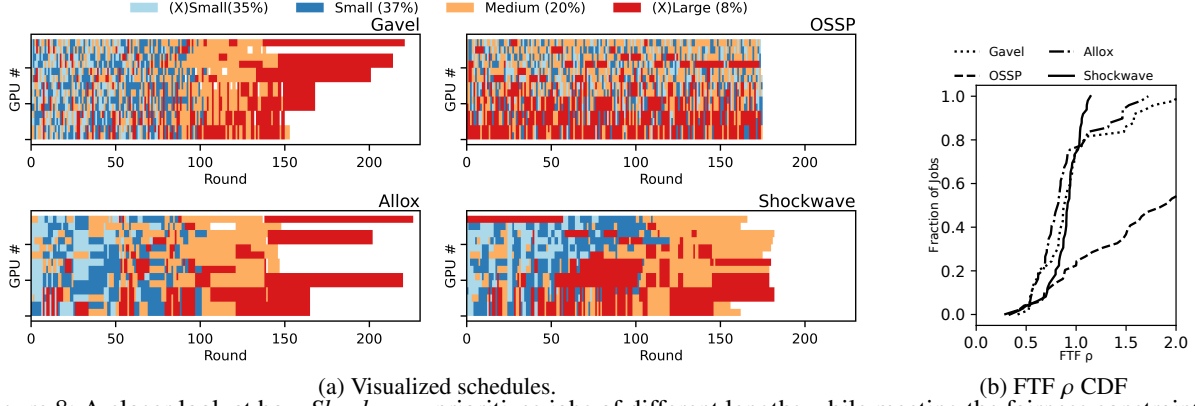 (X)Small(35%) Small (37%) Medium (20%) (X)Large (8%)
Gavel
GPU #
0 50 100 150 200
Round
OSSP
0 50 100 150 200
Round
Allox
GPU #
0 50 100 150 200
Round
Shockwave
GPU #
0 50 100 150 200
Round
(a) Visualized schedules.
Gavel Allox
OSSP Shockwave
Fraction of Jobs
1.0
0.8
0.6
0.4
0.2
0.0
0.0 0.5 1.0 1.5 2.0
FTF ρ
(b) FTF ρ CDF